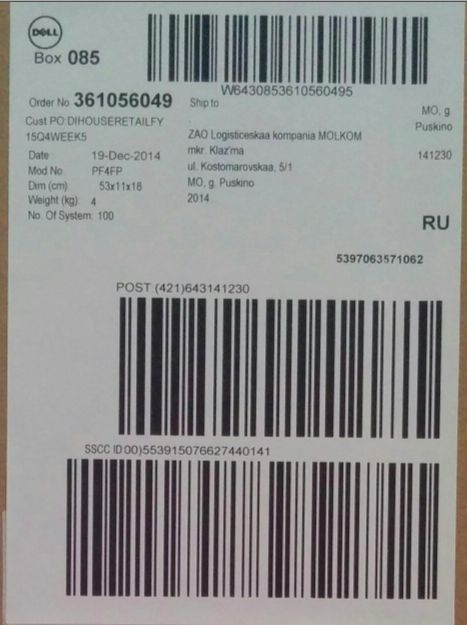 DELL
Box 085
W6430853610560495
Order No 361056049
Ship to
MO, g.
Puskino
Cust PO:DIHOUSERETAILFY
15Q4WEEK5
ZAO Logisticeskaa kompania MOLKOM
mkr. Klaz'ma
141230
Date 19-Dec-2014
ul. Kostomarovskaa, 5/1
Mod No PF4FP
MO, g. Puskino
Dim (cm) 53x11x18
2014
Weight (kg): 4
No. Of System: 100
RU
5397063571062
POST (421)643141230
SSCC ID:00)553915076627440141